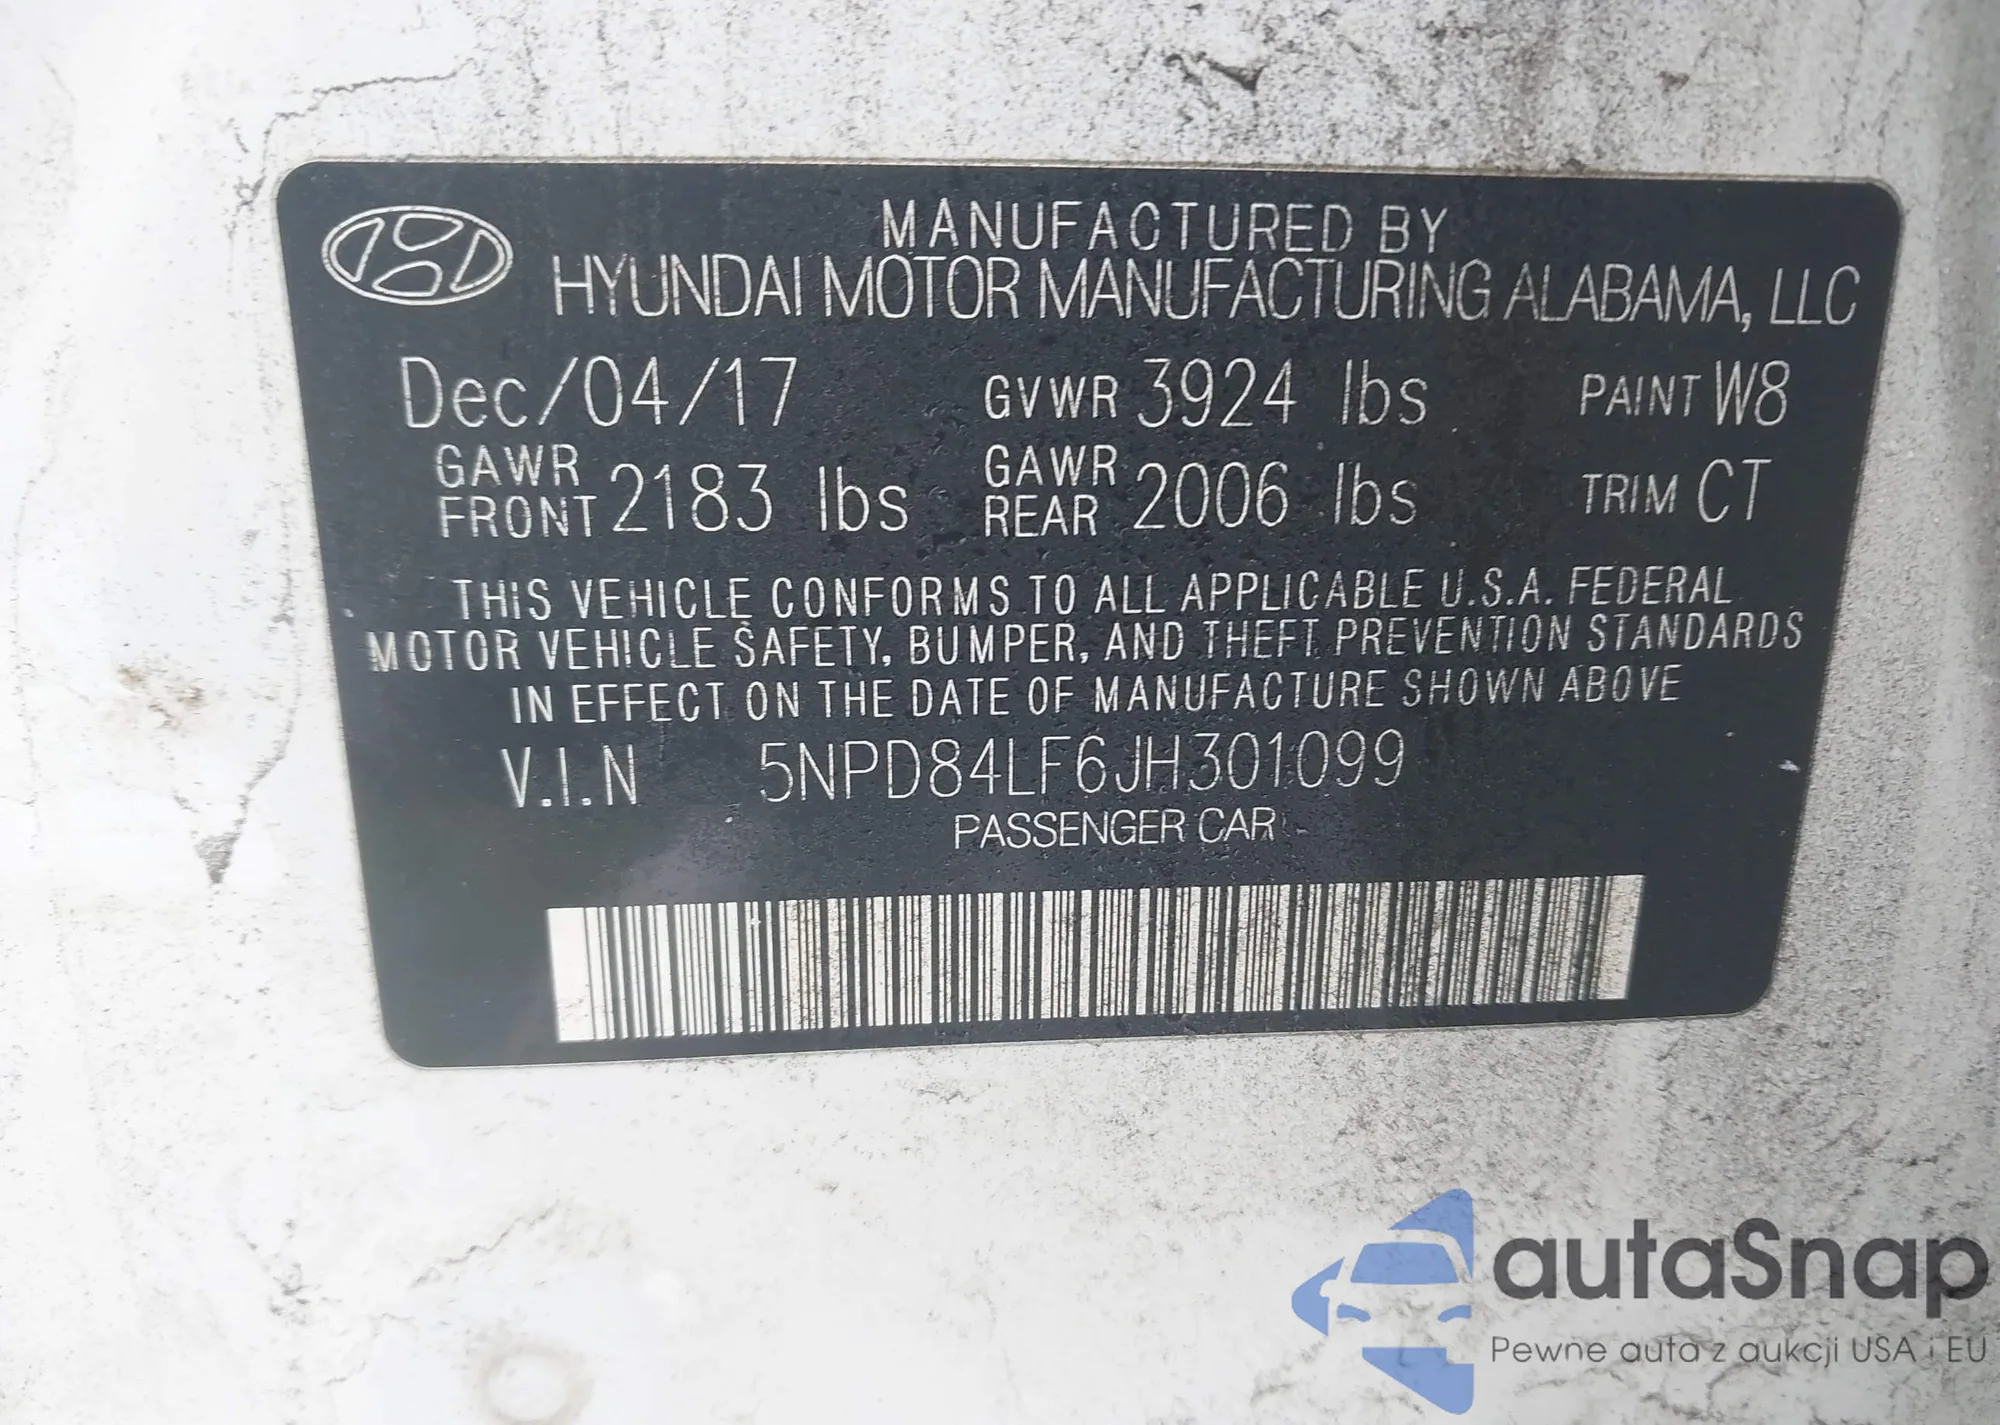 MANUFACTURED BY
HYUNDAI MOTOR MANUFACTURING ALABAMA, LLC
Dec/04/17 GVWR 3924 lbs PAINT W8
GAWR FRONT 2183 lbs GAWR REAR 2006 lbs TRIM CT
THIS VEHICLE CONFORMS TO ALL APPLICABLE U.S.A. FEDERAL
MOTOR VEHICLE SAFETY, BUMPER, AND THEFT PREVENTION STANDARDS
IN EFFECT ON THE DATE OF MANUFACTURE SHOWN ABOVE
V.I.N 5NPD84LF6JH301099
PASSENGER CAR
autaSnap
Pewne auta z aukcji USA i EU